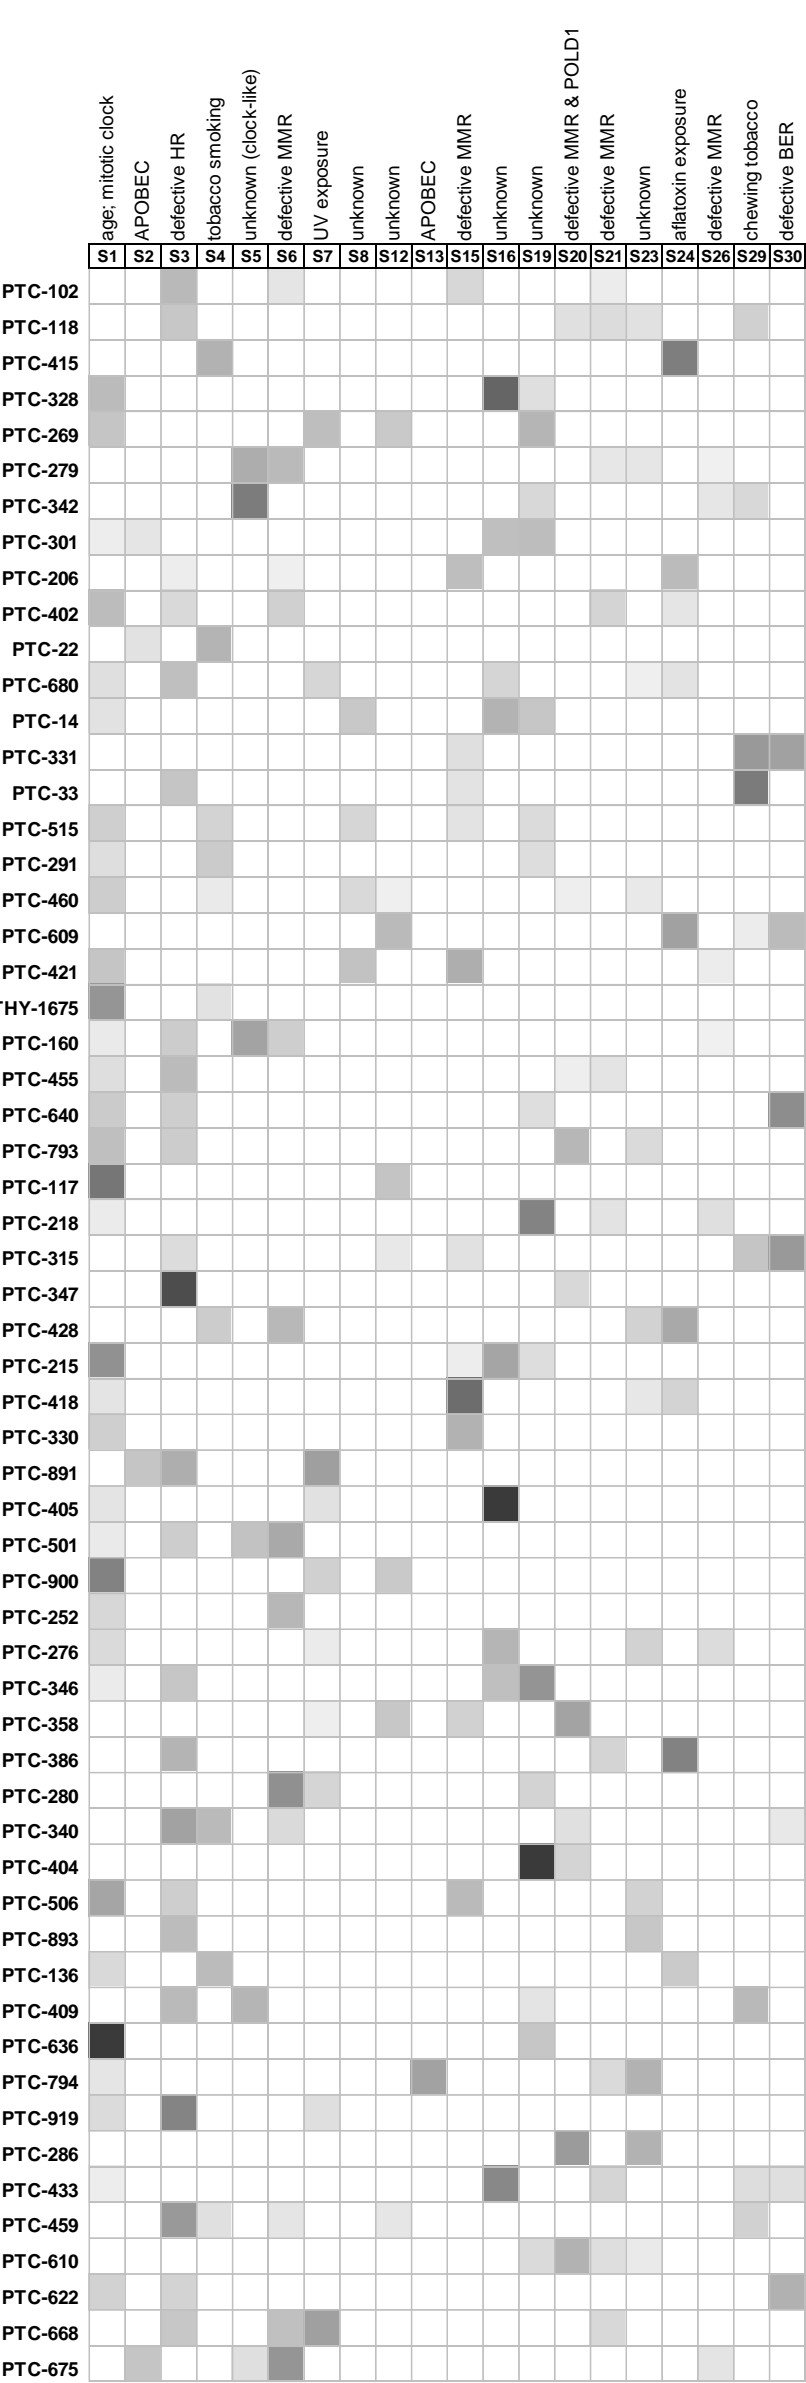 age; mitotic clock
APOBEC
defective HR
tobacco smoking
unknown (clock-like)
defective MMR
UV exposure
unknown
unknown
APOBEC
defective MMR
unknown
unknown
defective MMR & POLD1
defective MMR
unknown
aflatoxin exposure
defective MMR
chewing tobacco
defective BER
S1 S2 S3 S4 S5 S6 S7 S8 S12 S13 S15 S16 S19 S20 S21 S23 S24 S26 S29 S30
PTC-102
PTC-118
PTC-415
PTC-328
PTC-269
PTC-279
PTC-342
PTC-301
PTC-206
PTC-402
PTC-22
PTC-680
PTC-14
PTC-331
PTC-33
PTC-515
PTC-291
PTC-460
PTC-609
PTC-421
HY-1675
PTC-160
PTC-455
PTC-640
PTC-793
PTC-117
PTC-218
PTC-315
PTC-347
PTC-428
PTC-215
PTC-418
PTC-330
PTC-891
PTC-405
PTC-501
PTC-900
PTC-252
PTC-276
PTC-346
PTC-358
PTC-386
PTC-280
PTC-340
PTC-404
PTC-506
PTC-893
PTC-136
PTC-409
PTC-636
PTC-794
PTC-919
PTC-286
PTC-433
PTC-459
PTC-610
PTC-622
PTC-668
PTC-675